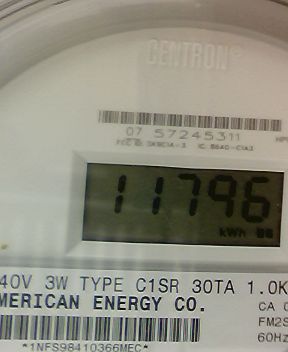 CENTRON®
07 57245311
11796
kWh
40V 3W TYPE C1SR 30TA 1.0K
MERICAN ENERGY CO.
CA
FM2S
60Hz
*1NFS98410366MEC*